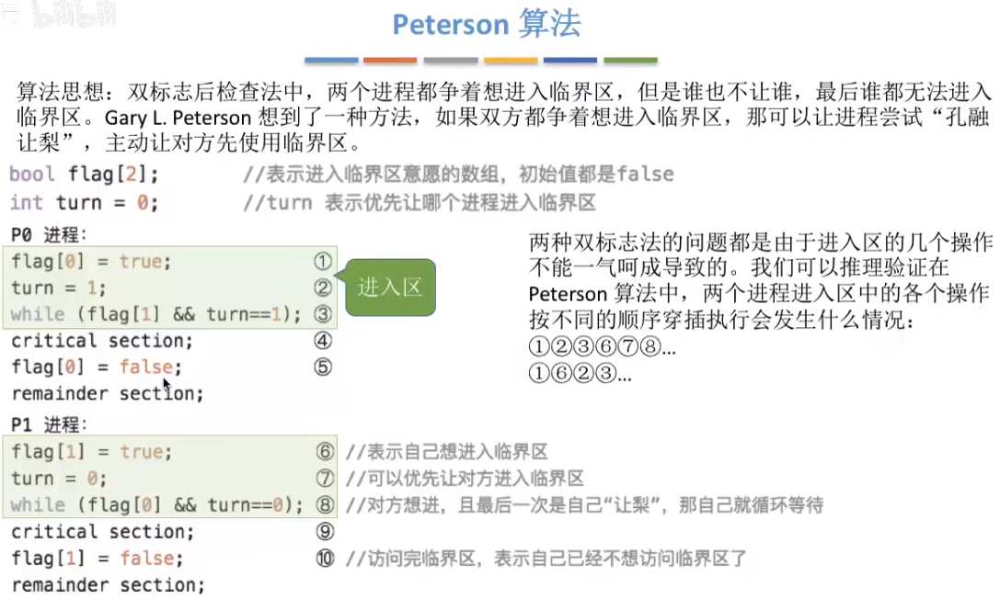 bilibili
Peterson 算法
算法思想：双标志后检查法中，两个进程都争着想进入临界区，但是谁也不让谁，最后谁都无法进入
临界区。Gary L. Peterson 想到了一种方法，如果双方都争着想进入临界区，那可以让进程尝试“孔融
让梨”，主动让对方先使用临界区。
bool flag[2]; //表示进入临界区意愿的数组，初始值都是false
int turn = 0; //turn 表示优先让哪个进程进入临界区
P0 进程：
flag[0] = true; ①
turn = 1; ②
while (flag[1] && turn==1); ③
critical section; ④
flag[0] = false; ⑤
remainder section;
进入区
两种双标志法的问题都是由于进入区的几个操作
不能一气呵成导致的。我们可以推理验证在
Peterson 算法中，两个进程进入区中的各个操作
按不同的顺序穿插执行会发生什么情况：
①②③⑥⑦⑧...
①⑥②③...
P1 进程：
flag[1] = true; ⑥ //表示自己想进入临界区
turn = 0; ⑦ //可以优先让对方进入临界区
while (flag[0] && turn==0); ⑧ //对方想进，且最后一次是自己“让梨”，那自己就循环等待
critical section; ⑨
flag[1] = false; ⑩ //访问完临界区，表示自己已经不想访问临界区了
remainder section;